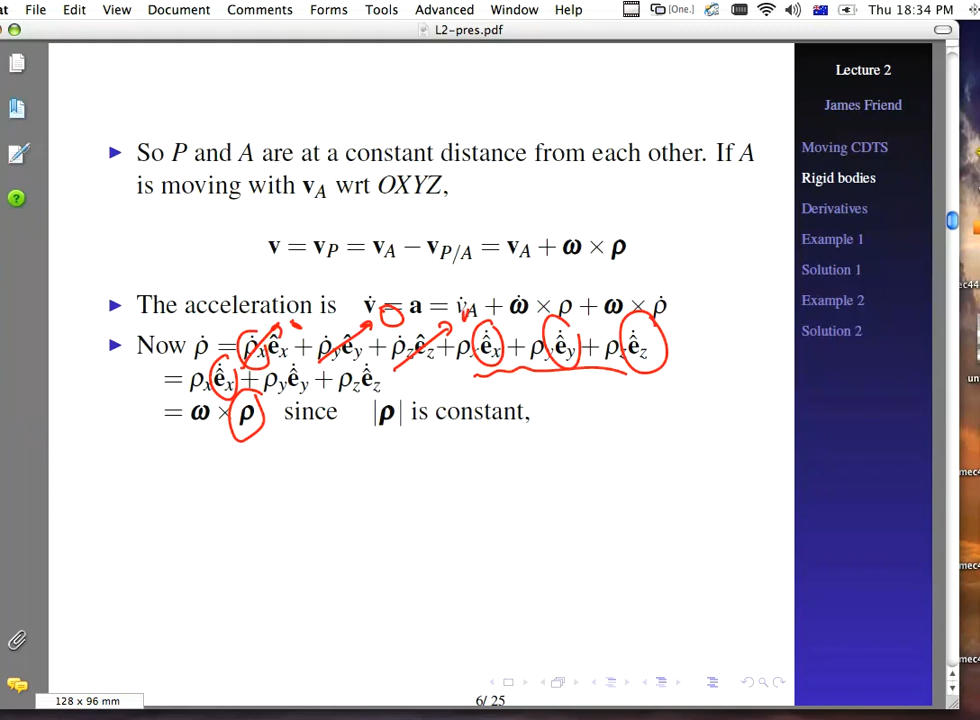 File Edit View Document Comments Forms Tools Advanced Window Help [One.] Thu 18:34 PM
L2-pres.pdf
▶ So P and A are at a constant distance from each other. If A
is moving with v_A wrt OXYZ,
v = v_P = v_A − v_{P/A} = v_A + ω × ρ
▶ The acceleration is v̇ = a = v̇_A + ω̇ × ρ + ω × ρ̇
▶ Now ρ̇ = ρ̇_x ê_x + ρ̇_y ê_y + ρ̇_z ê_z + ρ_x ê̇_x + ρ_y ê̇_y + ρ_z ê̇_z
= ρ_x ê̇_x + ρ_y ê̇_y + ρ_z ê̇_z
= ω × ρ since |ρ| is constant,
Lecture 2
James Friend
Moving CDTS
Rigid bodies
Derivatives
Example 1
Solution 1
Example 2
Solution 2
128 x 96 mm
6/ 25